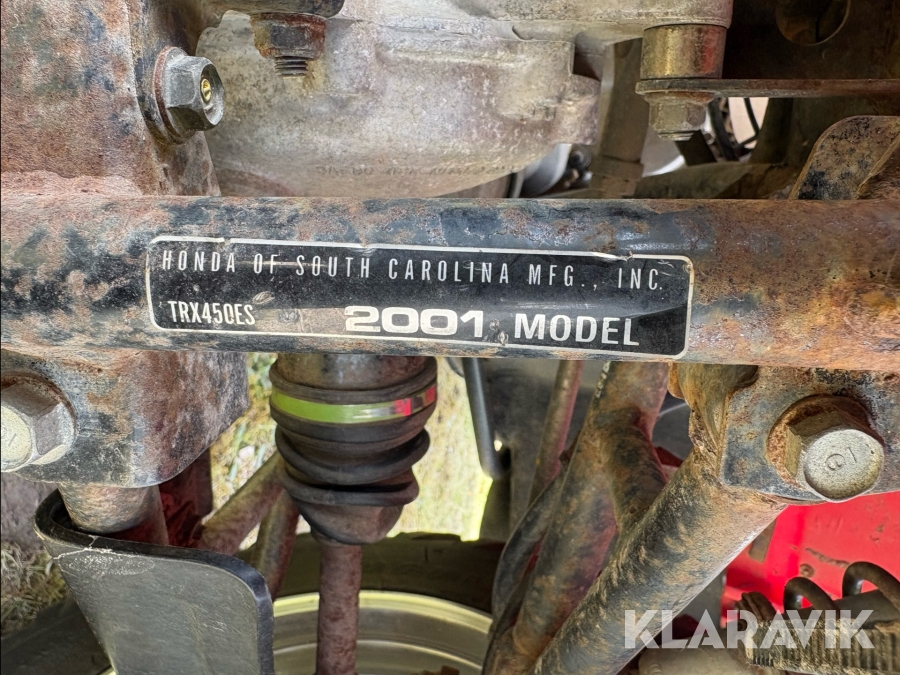 HONDA OF SOUTH CAROLINA MFG., INC.
TRX450ES 2001 MODEL
KLARAVIK